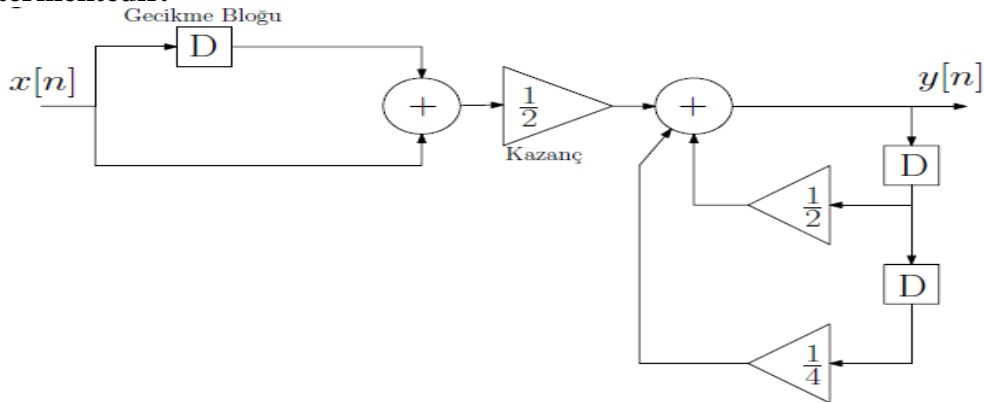 Gecikme Bloğu
D
x[n]
+
1/2
Kazanç
+
y[n]
D
1/2
D
1/4